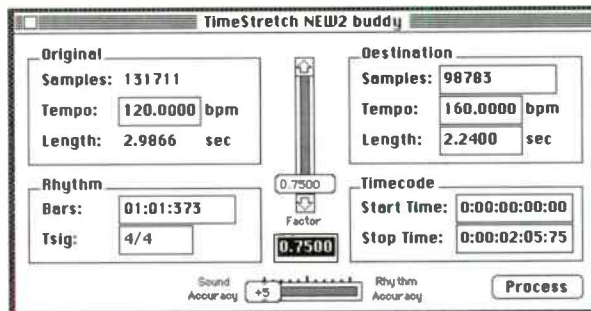 TimeStretch NEW2 buddy
Original
Samples: 131711
Tempo: 120.0000 bpm
Length: 2.9866 sec
Rhythm
Bars: 01:01:373
Tsig: 4/4
0.7500
Factor
0.7500
Destination
Samples: 98783
Tempo: 160.0000 bpm
Length: 2.2400 sec
Timecode
Start Time: 0:00:00:00:00
Stop Time: 0:00:02:05:75
Sound Accuracy
+5
Rhythm Accuracy
Process